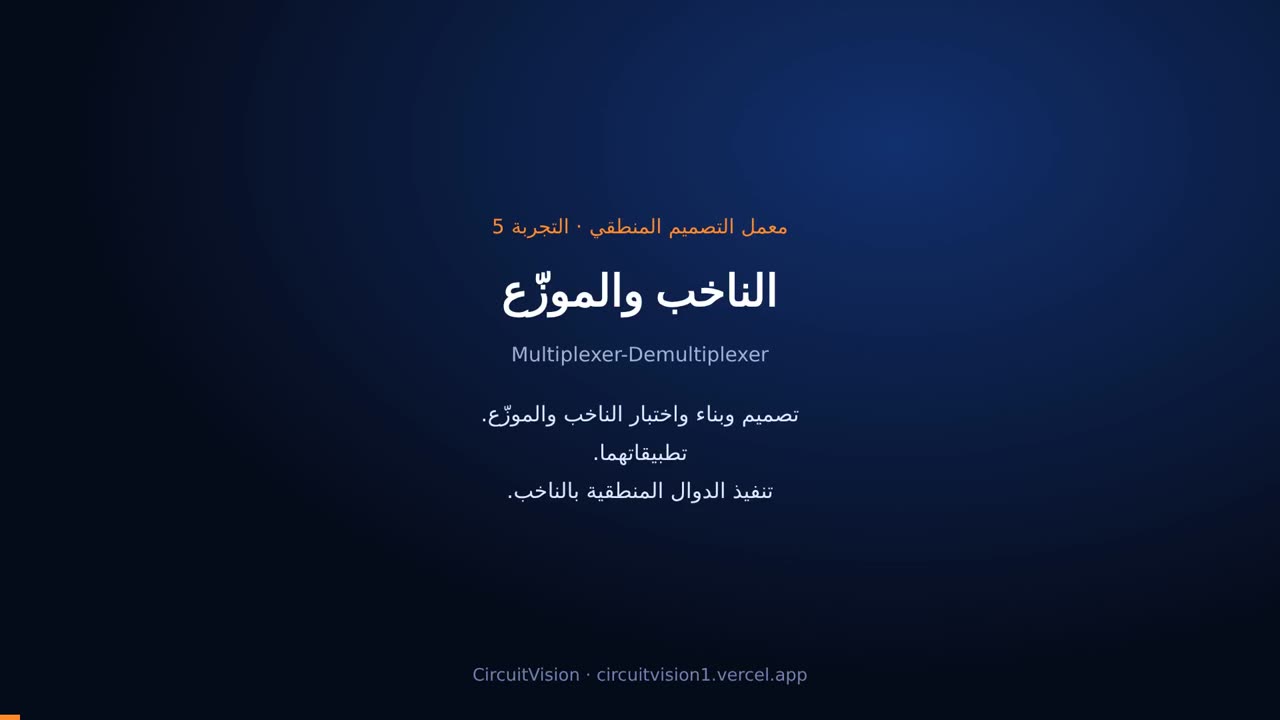 معمل التصميم المنطقي · التجربة 5
الناخب والموزّع
Multiplexer-Demultiplexer
تصميم وبناء واختبار الناخب والموزّع.
تطبيقاتهما.
تنفيذ الدوال المنطقية بالناخب.
CircuitVision · circuitvision1.vercel.app